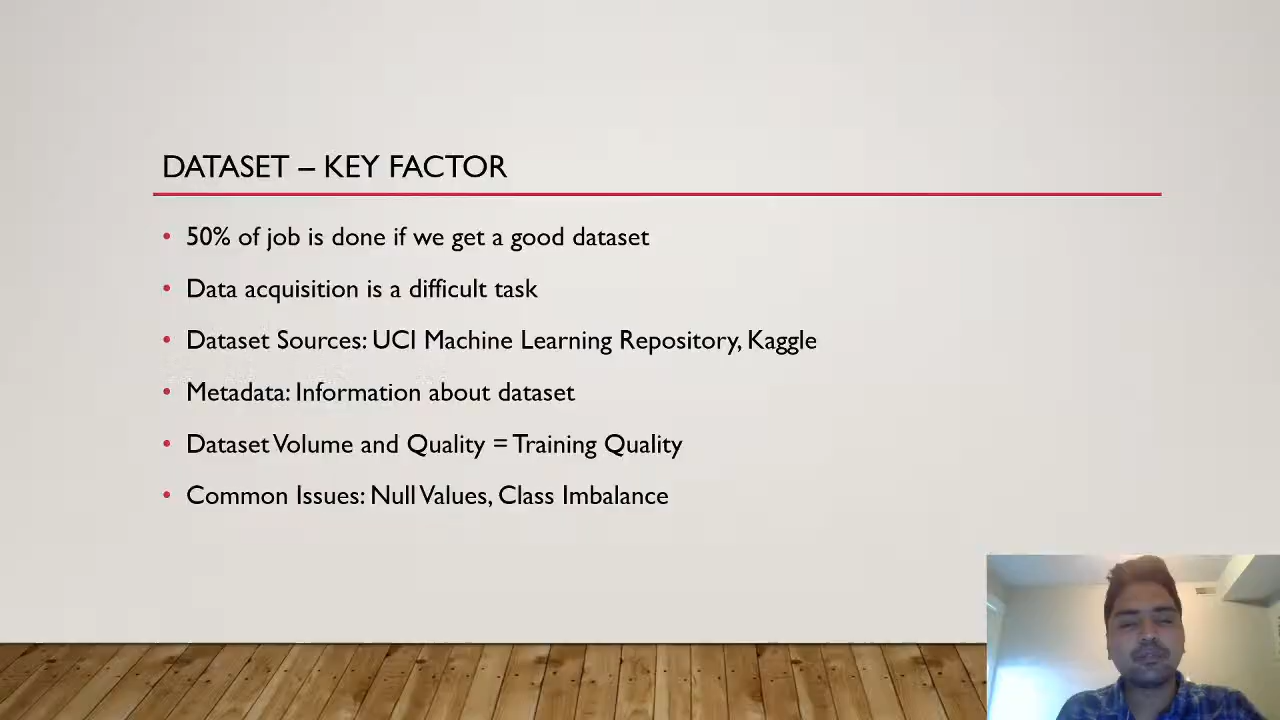 DATASET – KEY FACTOR
• 50% of job is done if we get a good dataset
• Data acquisition is a difficult task
• Dataset Sources: UCI Machine Learning Repository, Kaggle
• Metadata: Information about dataset
• Dataset Volume and Quality = Training Quality
• Common Issues: Null Values, Class Imbalance